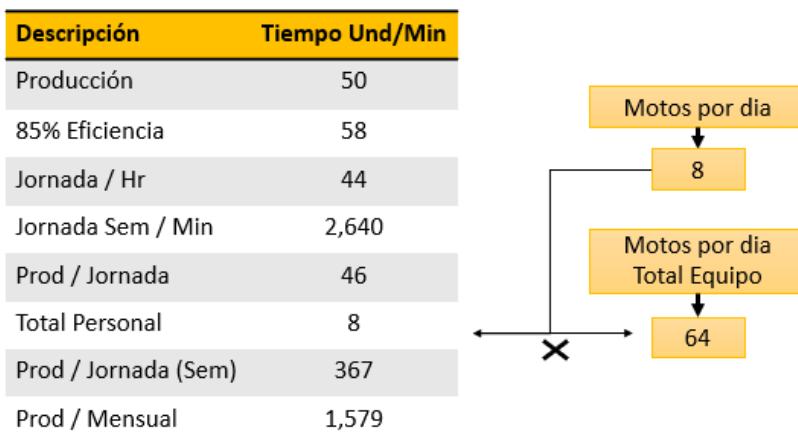 Descripción Tiempo Und/Min
Producción 50
85% Eficiencia 58
Jornada / Hr 44
Jornada Sem / Min 2,640
Prod / Jornada 46
Total Personal 8
Prod / Jornada (Sem) 367
Prod / Mensual 1,579
Motos por dia
8
Motos por dia
Total Equipo
64